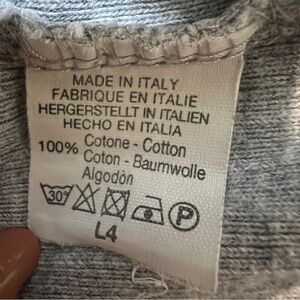 MADE IN ITALY
FABRIQUE EN ITALIE
HERGERSTELLT IN ITALIEN
HECHO EN ITALIA
100% Cotone - Cotton
Coton - Baumwolle
Algodòn
30° P
L4